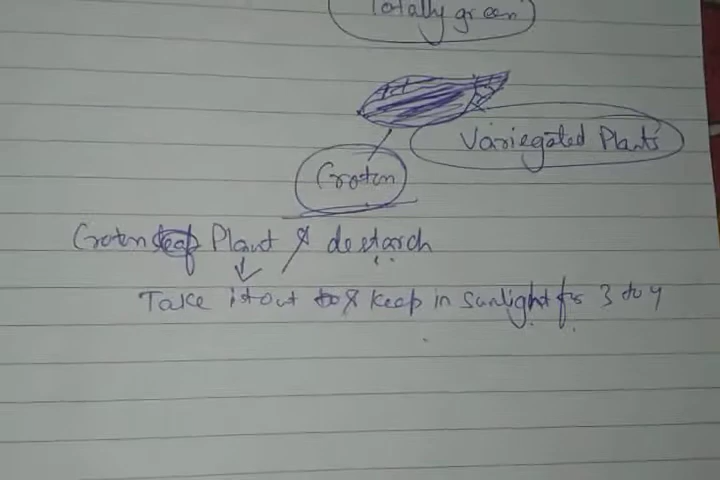 Totally green
Variegated Plants
Croton
Croton Plant & destarch
Take it out & keep in sunlight for 3 to 4